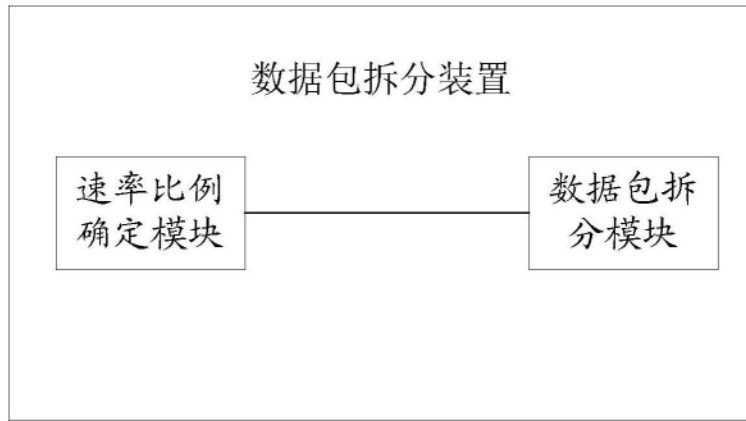 数据包拆分装置
速率比例
确定模块
数据包拆
分模块